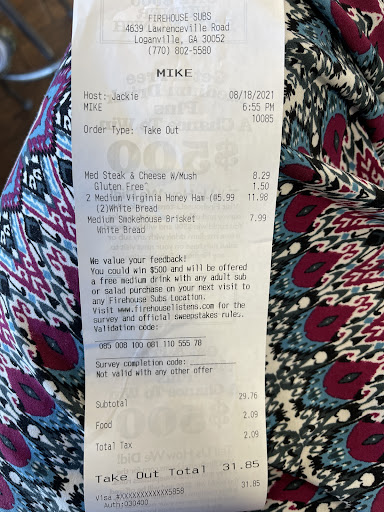 FIREHOUSE SUBS
4639 Lawrenceville Road
Loganville, GA 30052
(770) 802-5580
MIKE
Host: Jackie 08/18/2021
MIKE 6:55 PM
10085
Order Type: Take Out
Med Steak & Cheese W/Mush 8.29
Gluten Free 1.50
2 Medium Virginia Honey Ham (@5.99 11.98
(2)White Bread
Medium Smokehouse Brisket 7.99
White Bread
We value your feedback!
You could win $500 and will be offered
a free medium drink with any adult sub
or salad purchase on your next visit to
any Firehouse Subs Location.
Visit www.firehouselistens.com for the
survey and official sweepstakes rules.
Validation code:
085 008 100 081 110 555 78
Survey completion code:
Not valid with any other offer
Subtotal 29.76
Food 2.09
Total Tax 2.09
Take Out Total 31.85
Visa #XXXXXXXXXXXX5858 31.85
Auth:030400